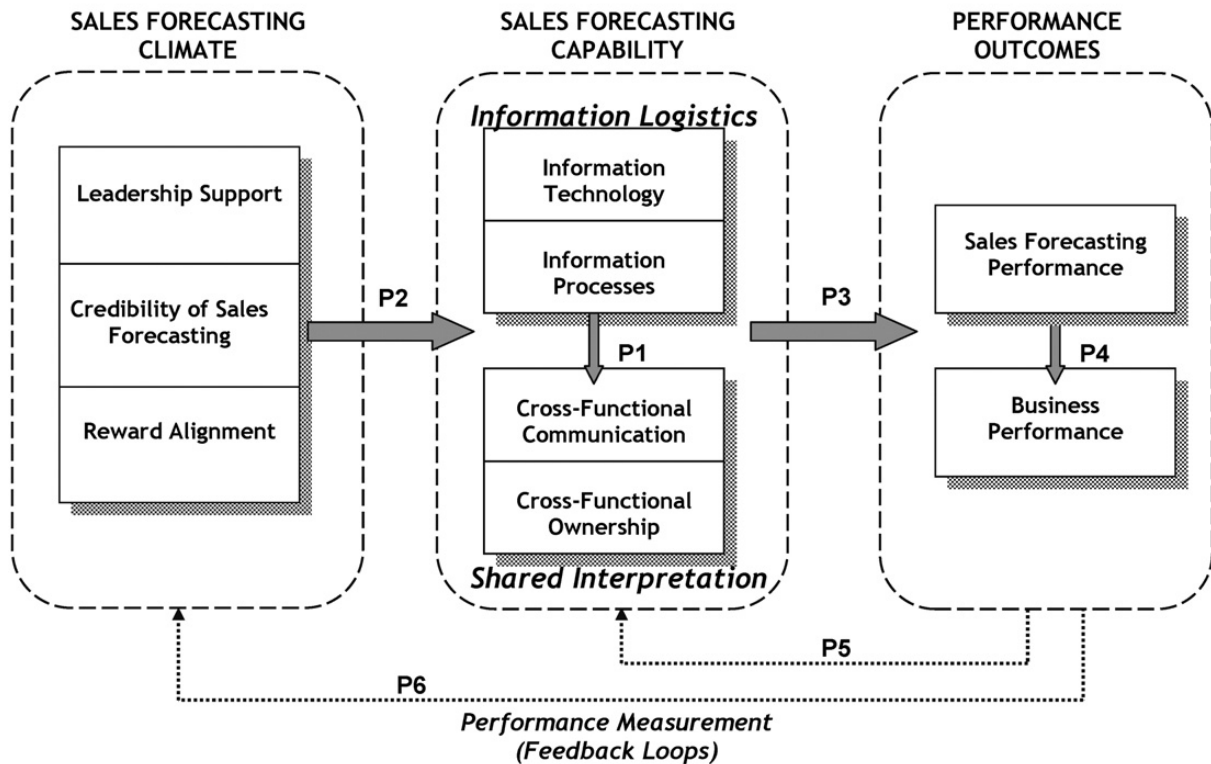 SALES FORECASTING
CLIMATE
SALES FORECASTING
CAPABILITY
PERFORMANCE
OUTCOMES
Leadership Support
Credibility of Sales
Forecasting
Reward Alignment
P2
Information Logistics
Information
Technology
Information
Processes
P1
Cross-Functional
Communication
Cross-Functional
Ownership
Shared Interpretation
P3
Sales Forecasting
Performance
P4
Business
Performance
P5
P6
Performance Measurement
(Feedback Loops)